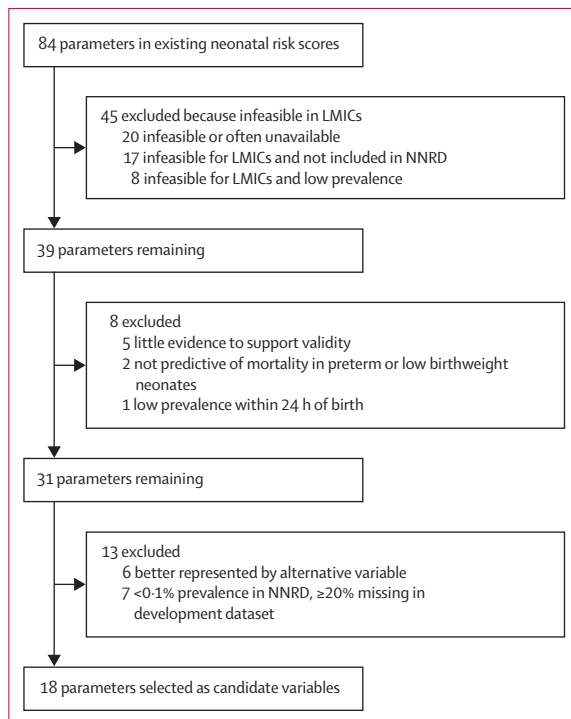 84 parameters in existing neonatal risk scores
45 excluded because infeasible in LMICs
20 infeasible or often unavailable
17 infeasible for LMICs and not included in NNRD
8 infeasible for LMICs and low prevalence
39 parameters remaining
8 excluded
5 little evidence to support validity
2 not predictive of mortality in preterm or low birthweight
neonates
1 low prevalence within 24 h of birth
31 parameters remaining
13 excluded
6 better represented by alternative variable
7 <0·1% prevalence in NNRD, ≥20% missing in
development dataset
18 parameters selected as candidate variables